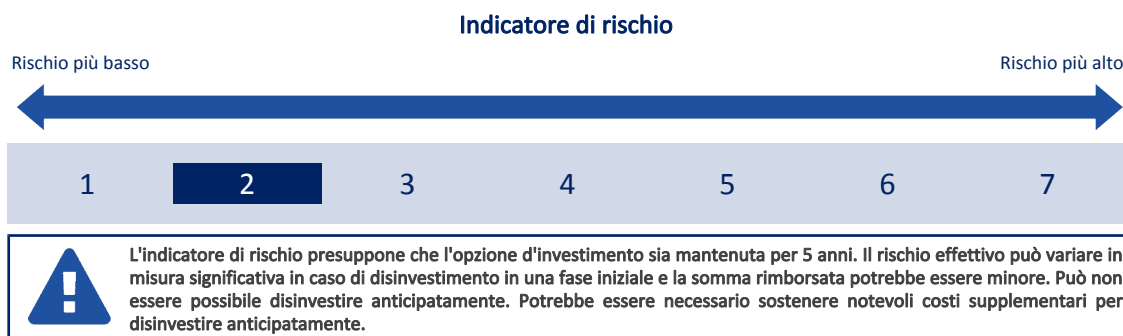 Indicatore di rischio
Rischio più basso
Rischio più alto
1 2 3 4 5 6 7
L'indicatore di rischio presuppone che l'opzione d'investimento sia mantenuta per 5 anni. Il rischio effettivo può variare in
misura significativa in caso di disinvestimento in una fase iniziale e la somma rimborsata potrebbe essere minore. Può non
essere possibile disinvestire anticipatamente. Potrebbe essere necessario sostenere notevoli costi supplementari per
disinvestire anticipatamente.